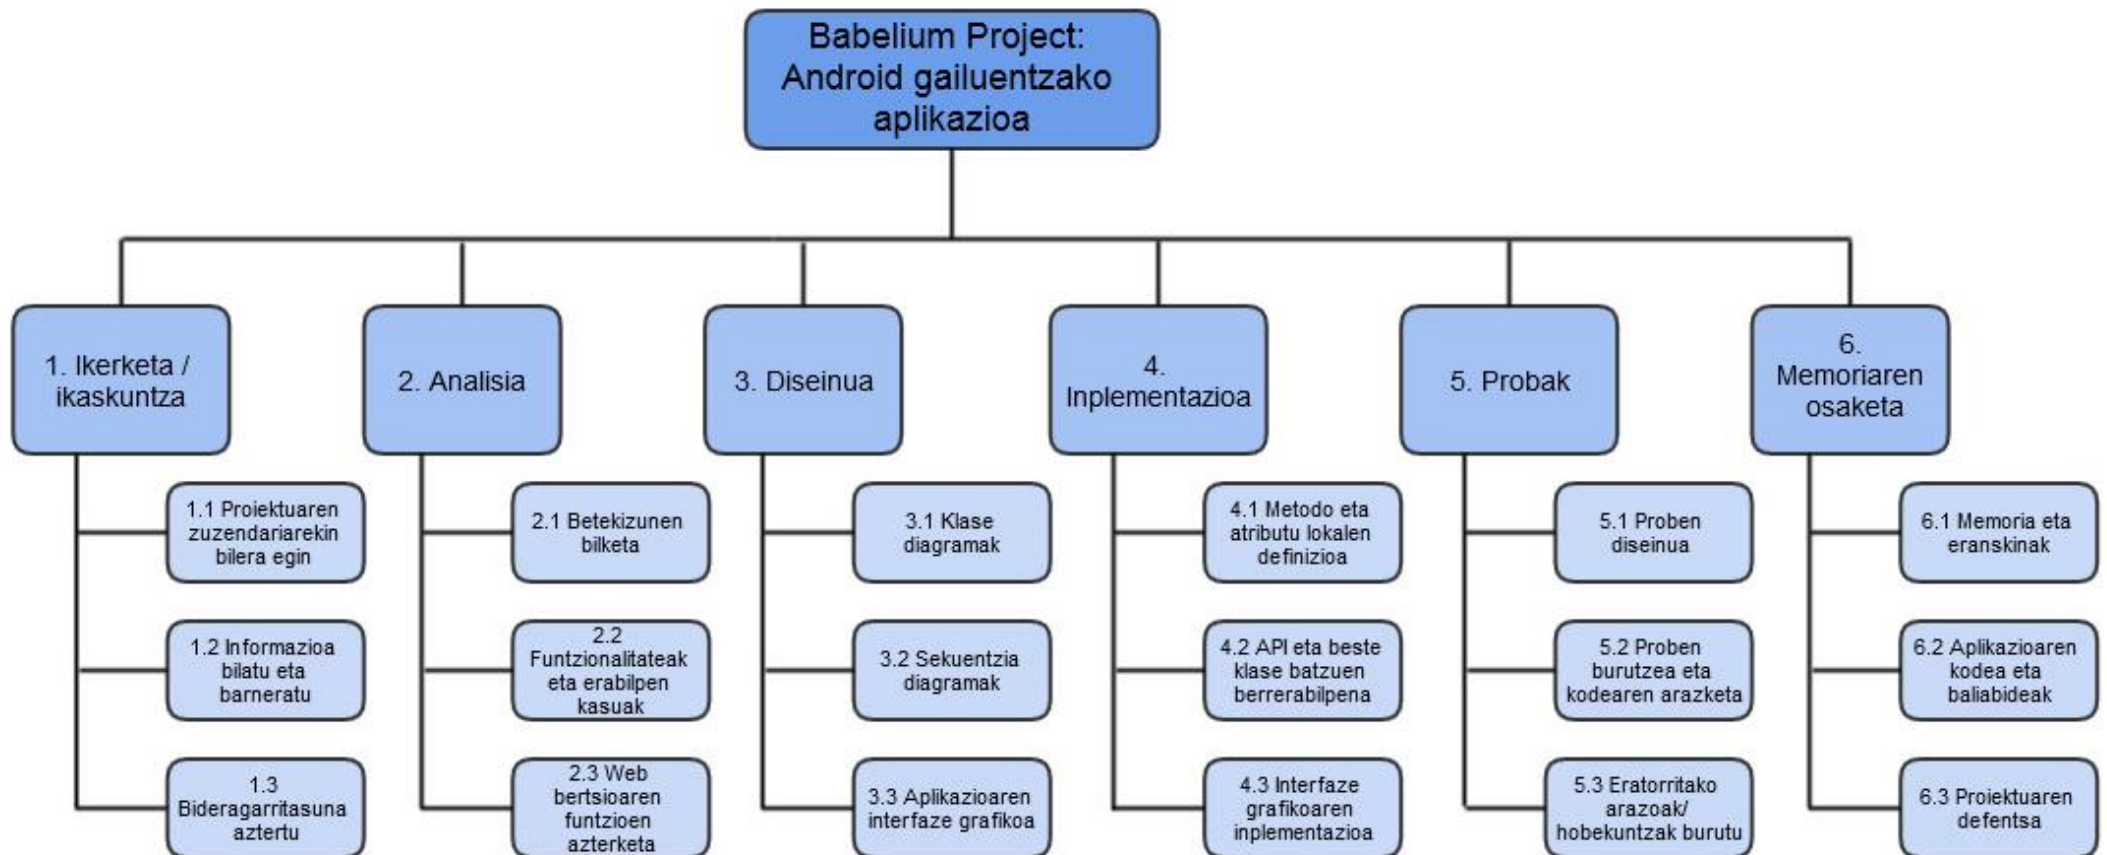 Babelium Project:
Android gailuentzako
aplikazioa
1. Ikerketa /
ikaskuntza
2. Analisia
3. Diseinua
4.
Inplementazioa
5. Probak
6.
Memoriaren
osaketa
1.1 Proiektuaren
zuzendariarekin
bilera egin
2.1 Betekizunen
bilketa
3.1 Klase
diagramak
4.1 Metodo eta
atributu lokalen
definizioa
5.1 Proben
diseinua
6.1 Memoria eta
eranskinak
1.2 Informazioa
bilatu eta
barneratu
2.2
Funtzionalitateak
eta erabilpen
kasuak
3.2 Sekuentzia
diagramak
4.2 API eta beste
klase batzuen
berrerabilpena
5.2 Proben
burutzea eta
kodearen arazketa
6.2 Aplikazioaren
kodea eta
baliabideak
1.3
Bideragarritasuna
aztertu
2.3 Web
bertsioaren
funtzioen
azterketa
3.3 Aplikazioaren
interfaze grafikoa
4.3 Interfaze
grafikoaren
inplementazioa
5.3 Eratorritako
arazoak/
hobekuntzak burutu
6.3 Proiektuaren
defentsa